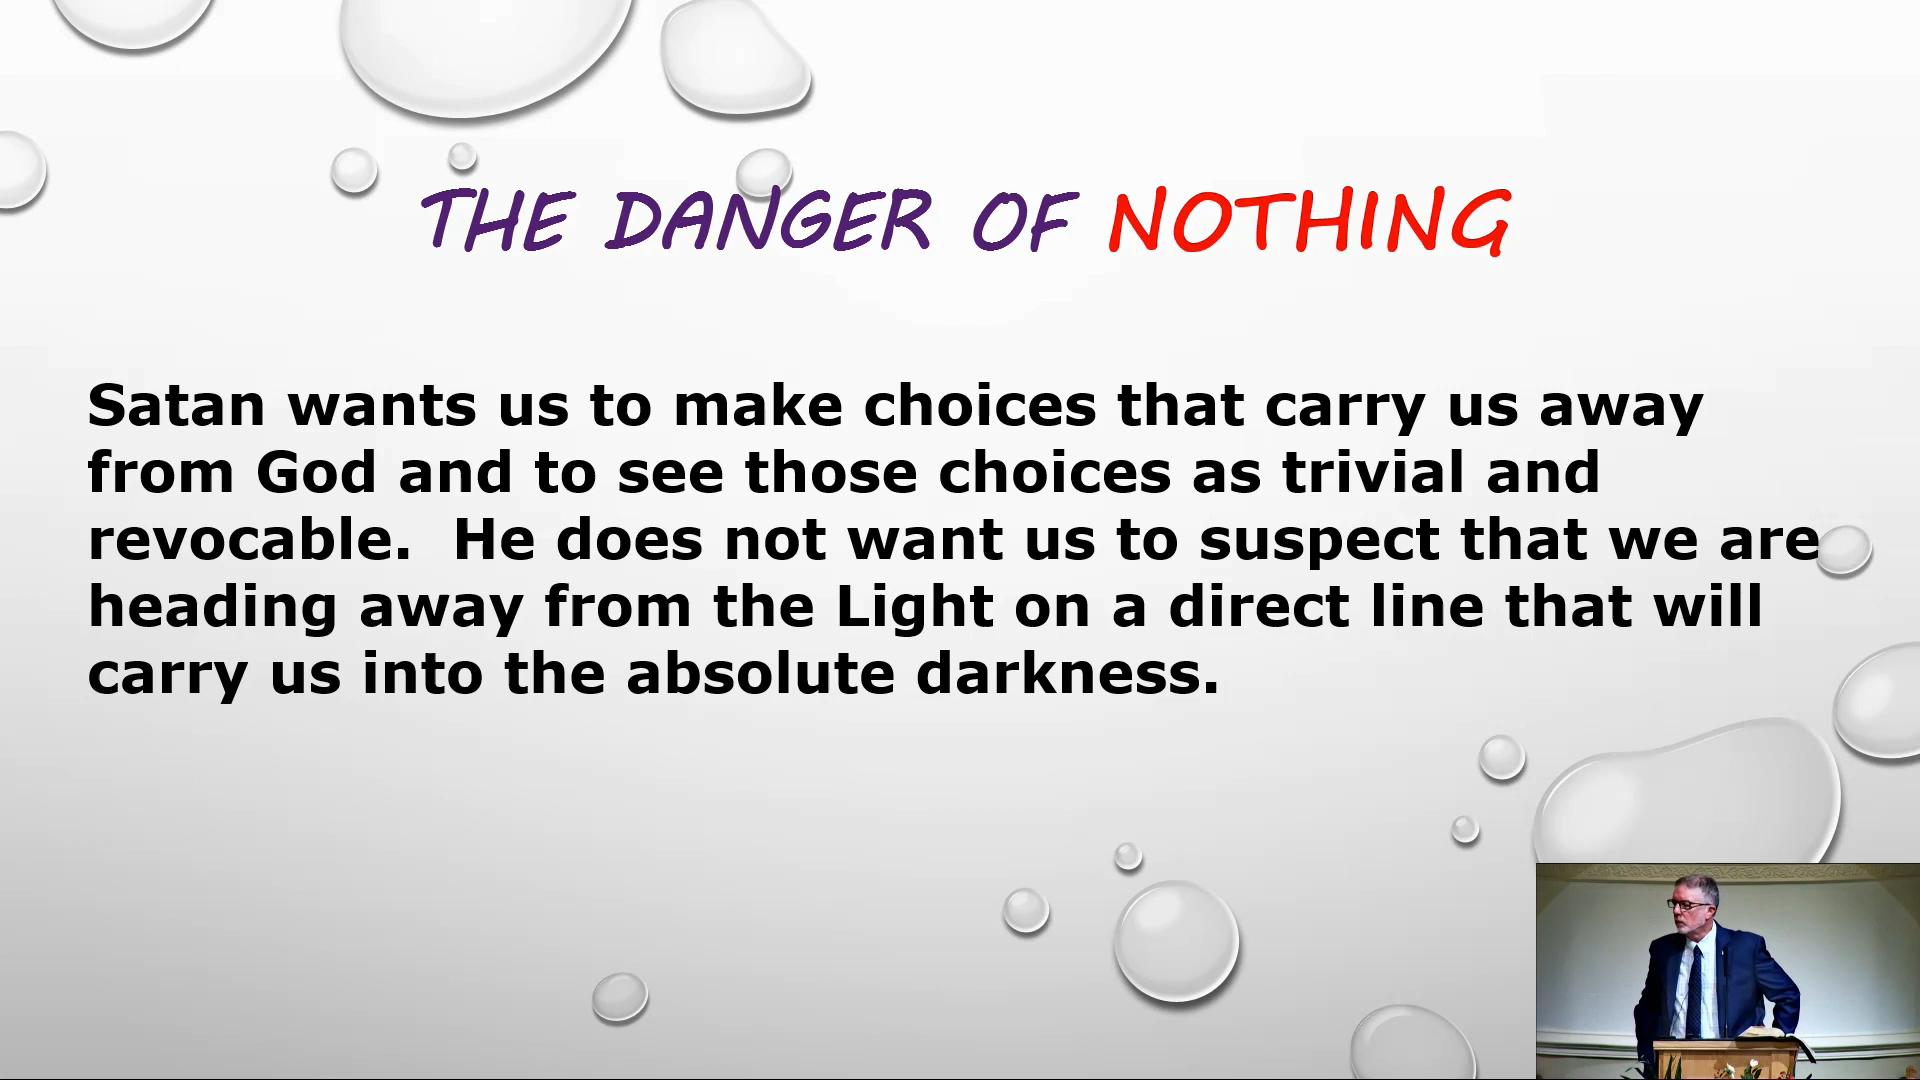 THE DANGER OF NOTHING
Satan wants us to make choices that carry us away
from God and to see those choices as trivial and
revocable.  He does not want us to suspect that we are
heading away from the Light on a direct line that will
carry us into the absolute darkness.